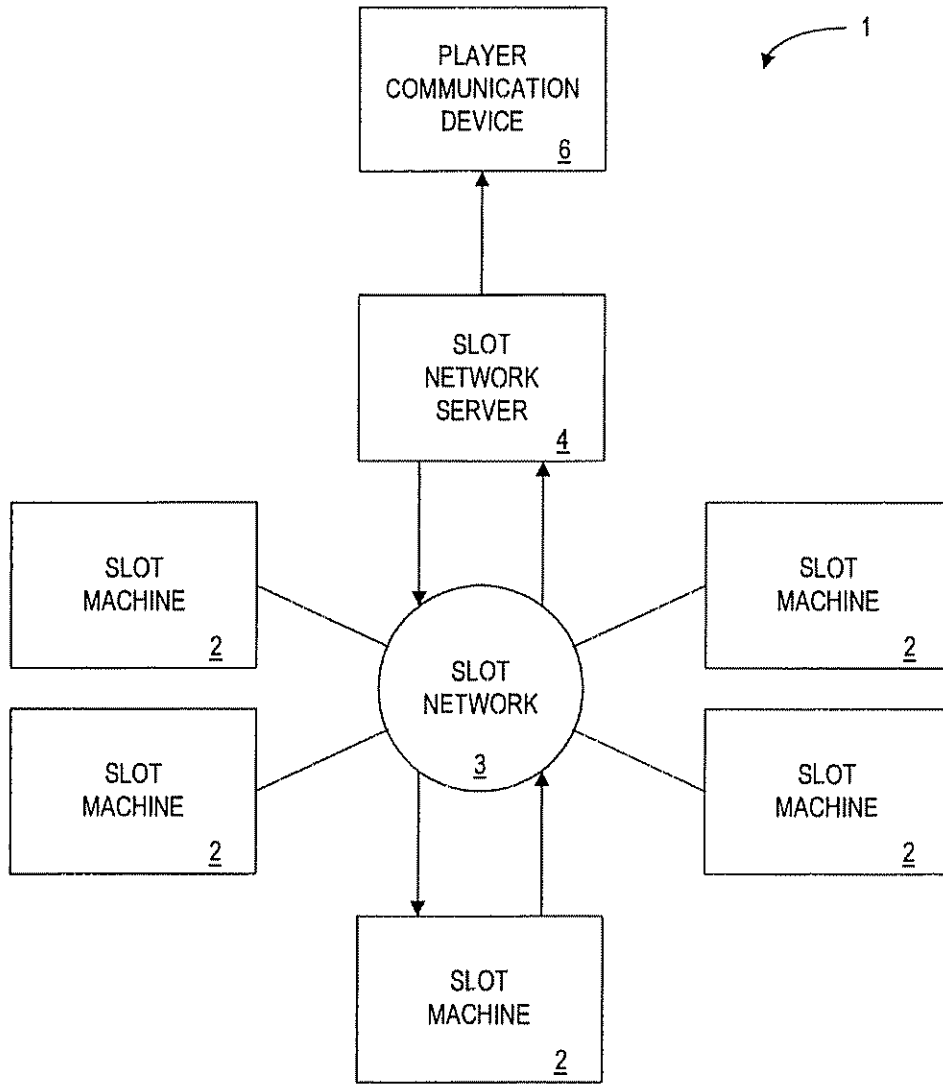 1
PLAYER
COMMUNICATION
DEVICE
6
SLOT
NETWORK
SERVER
4
SLOT
MACHINE
2
SLOT
MACHINE
2
SLOT
NETWORK
3
SLOT
MACHINE
2
SLOT
MACHINE
2
SLOT
MACHINE
2